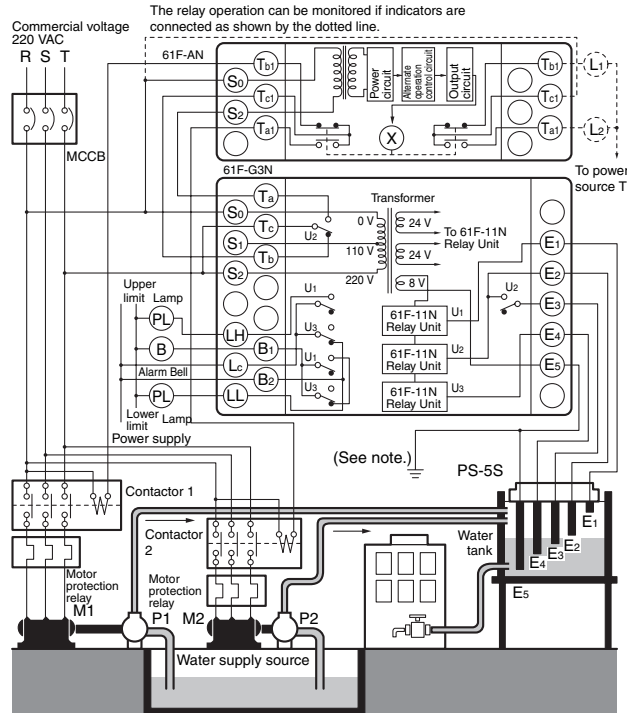 The relay operation can be monitored if indicators are
connected as shown by the dotted line.
Commercial voltage
220 VAC
R S T
61F-AN
MCCB
S0
S2
Tb1
Tc1
Ta1
Power
circuit
Alternate
operation
control circuit
Output
circuit
X
Tb1
Tc1
Ta1
L1
L2
To power
source T
61F-G3N
S0
S1
S2
Ta
Tc
Tb
U2
Transformer
0 V
110 V
220 V
24 V
24 V
8 V
To 61F-11N
Relay Unit
E1
E2
E3
E4
E5
U2
Upper
limit
Lamp
PL
B
Alarm Bell
PL
Lower
limit
Lamp
Power supply
LH
Lc
LL
B1
B2
U1
U3
U1
U3
61F-11N
Relay Unit
U1
61F-11N
Relay Unit
U2
61F-11N
Relay Unit
U3
(See note.)
PS-5S
Contactor 1
Contactor
2
Motor
protection
relay
M1
P1
Motor
protection
relay
M2
P2
Water
tank
E1
E2
E3
E4
E5
Water supply source